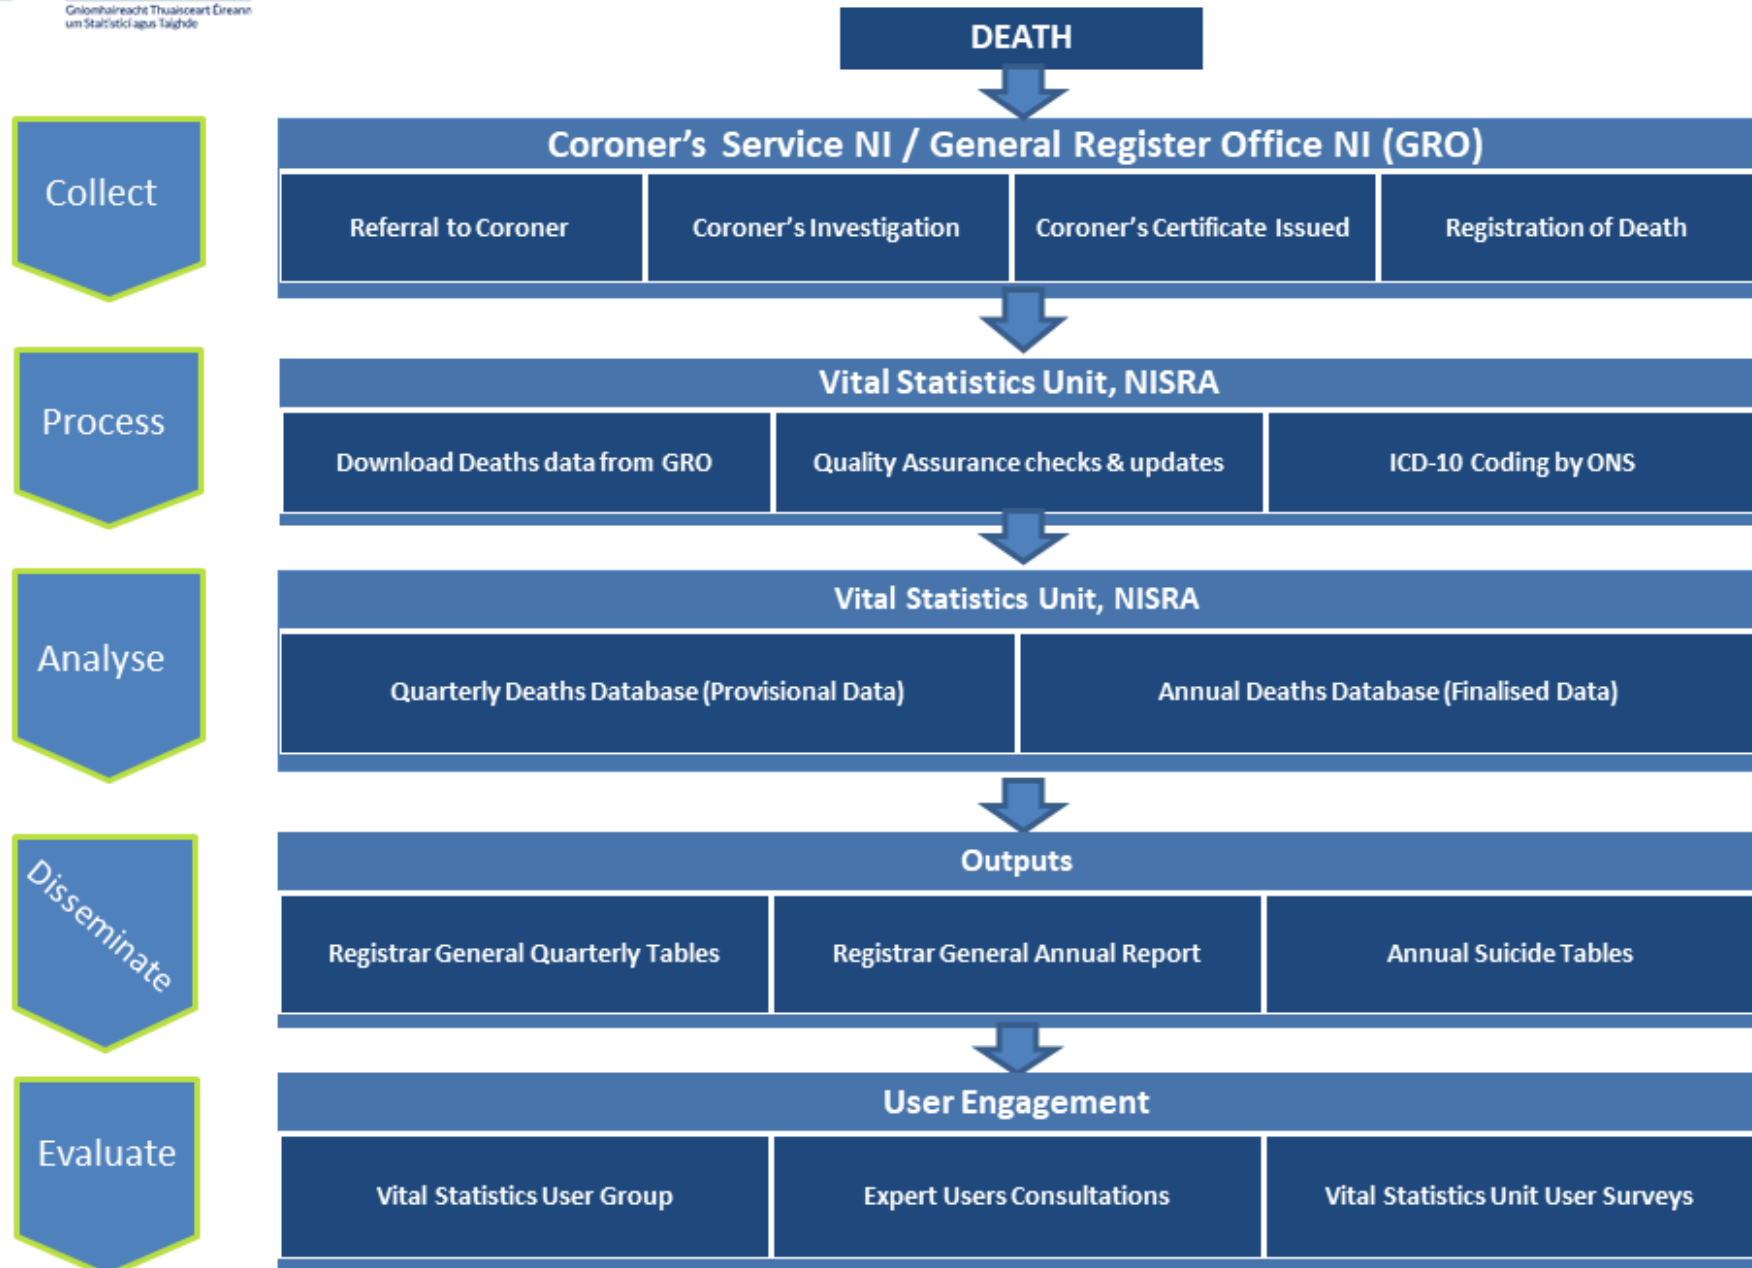 Gníomhaireacht Thuaisceart Éireann
um Staitisticí agus Taighde
DEATH
Collect
Coroner's Service NI / General Register Office NI (GRO)
Referral to Coroner
Coroner's Investigation
Coroner's Certificate Issued
Registration of Death
Process
Vital Statistics Unit, NISRA
Download Deaths data from GRO
Quality Assurance checks & updates
ICD-10 Coding by ONS
Analyse
Vital Statistics Unit, NISRA
Quarterly Deaths Database (Provisional Data)
Annual Deaths Database (Finalised Data)
Disseminate
Outputs
Registrar General Quarterly Tables
Registrar General Annual Report
Annual Suicide Tables
Evaluate
User Engagement
Vital Statistics User Group
Expert Users Consultations
Vital Statistics Unit User Surveys